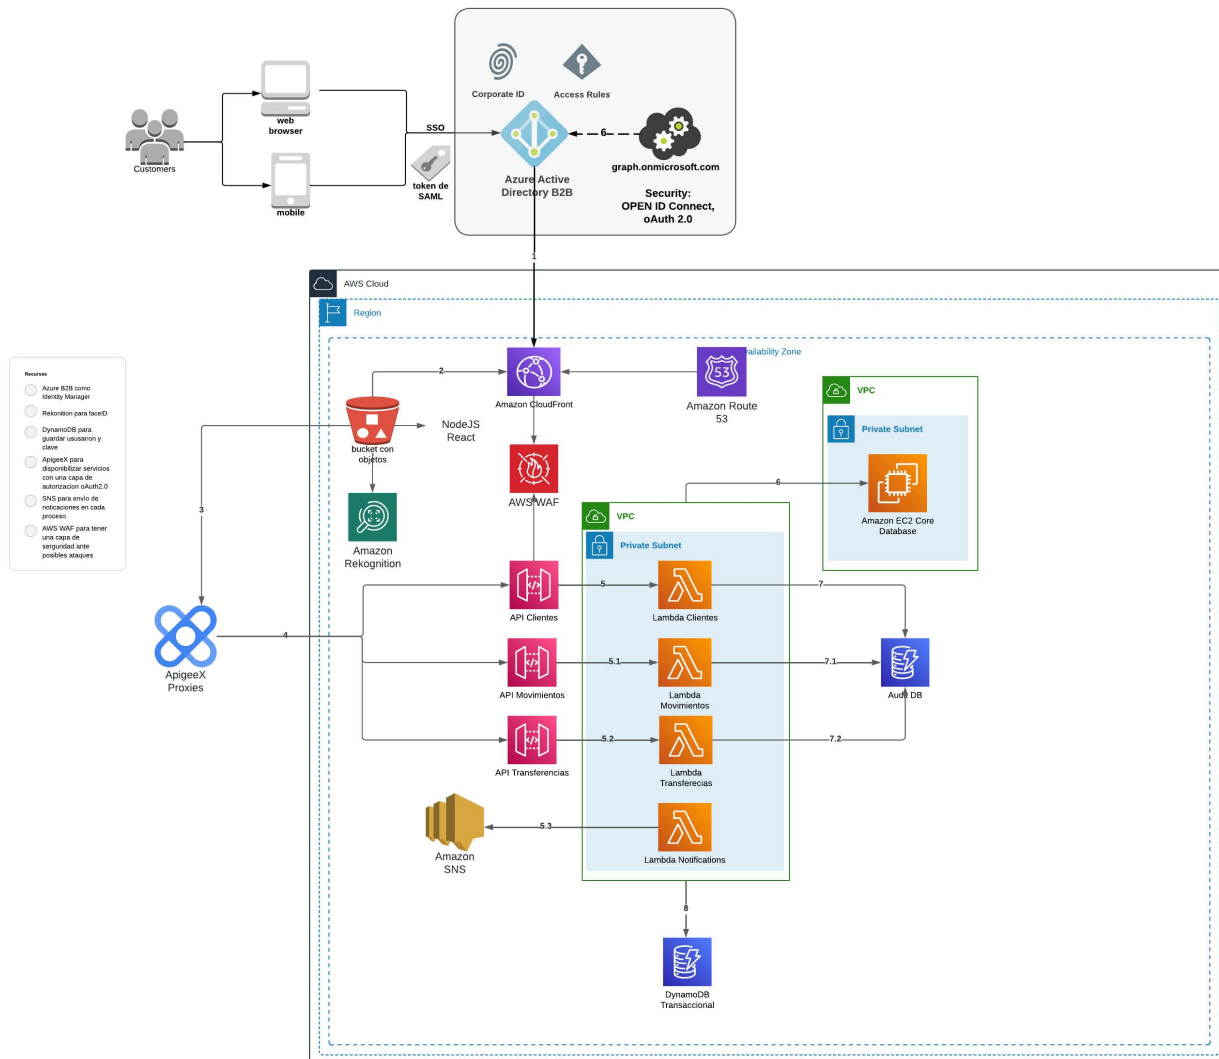 Corporate ID
Access Rules
web
browser
Customers
SSO
6
graph.onmicrosoft.com
token de
SAML
Azure Active
Directory B2B
Security:
OPEN ID Connect,
oAuth 2.0
mobile
1
AWS Cloud
Region
vailability Zone
Recursos
Azure B2B como
Identity Manager
Rekonition para faceID
DynamoDB para
guardar ususarion y
clave
ApigeeX para
disponibilizar servicios
con una capa de
autorizacion oAuth2.0
SNS para envío de
noticaciones en cada
proceso
AWS WAF para tener
una capa de
serguridad ante
posibles ataques
2
Amazon CloudFront
53
Amazon Route
53
VPC
Private Subnet
NodeJS
React
bucket con
objetos
AWS WAF
6
Amazon EC2 Core
Database
3
Amazon
Rekognition
VPC
Private Subnet
5
7
API Clientes
Lambda Clientes
4
ApigeeX
Proxies
5.1
7.1
API Movimientos
Lambda
Movimientos
Audit DB
5.2
7.2
API Transferencias
Lambda
Transferecias
5.3
Amazon
SNS
Lambda Notifications
8
DynamoDB
Transaccional